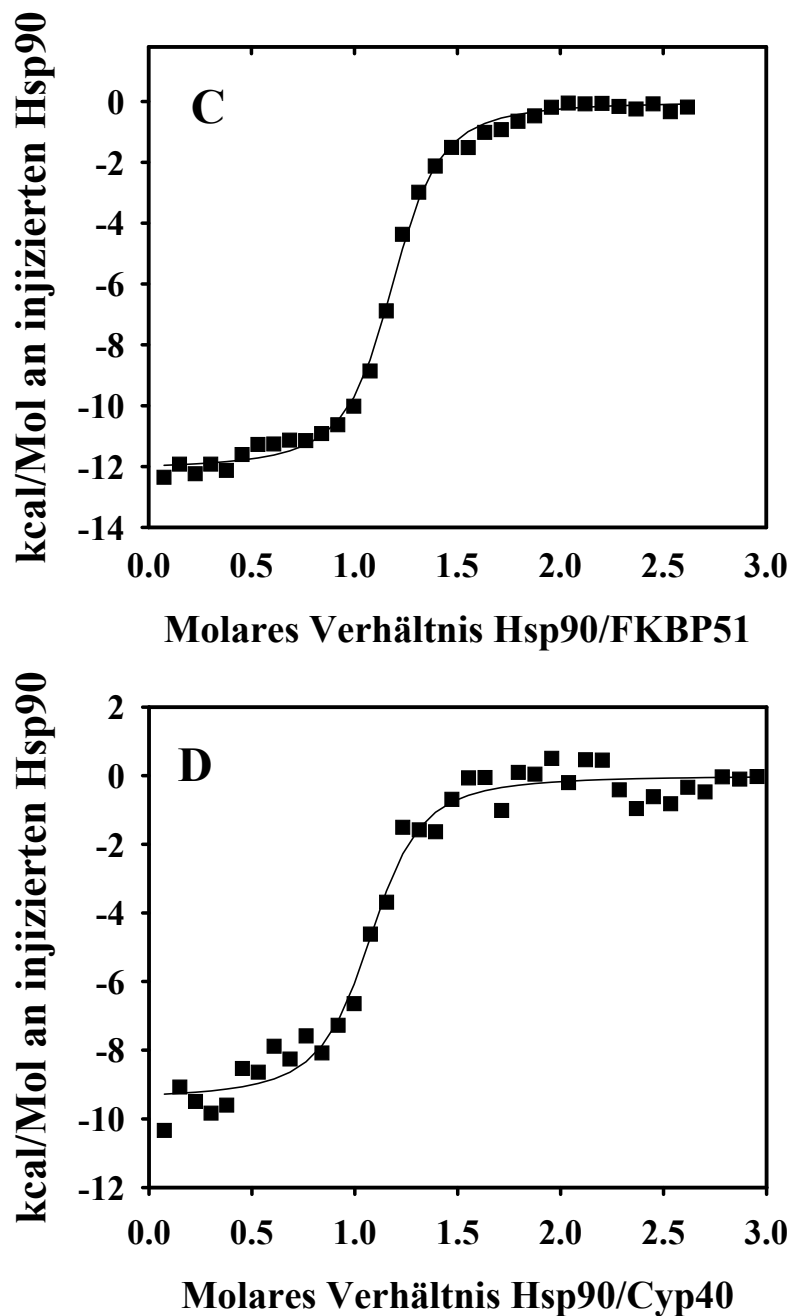 kcal/Mol an injizierten Hsp90
C
0
-2
-4
-6
-8
-10
-12
-14
0.0 0.5 1.0 1.5 2.0 2.5 3.0
Molares Verhältnis Hsp90/FKBP51
kcal/Mol an injizierten Hsp90
D
2
0
-2
-4
-6
-8
-10
-12
0.0 0.5 1.0 1.5 2.0 2.5 3.0
Molares Verhältnis Hsp90/Cyp40